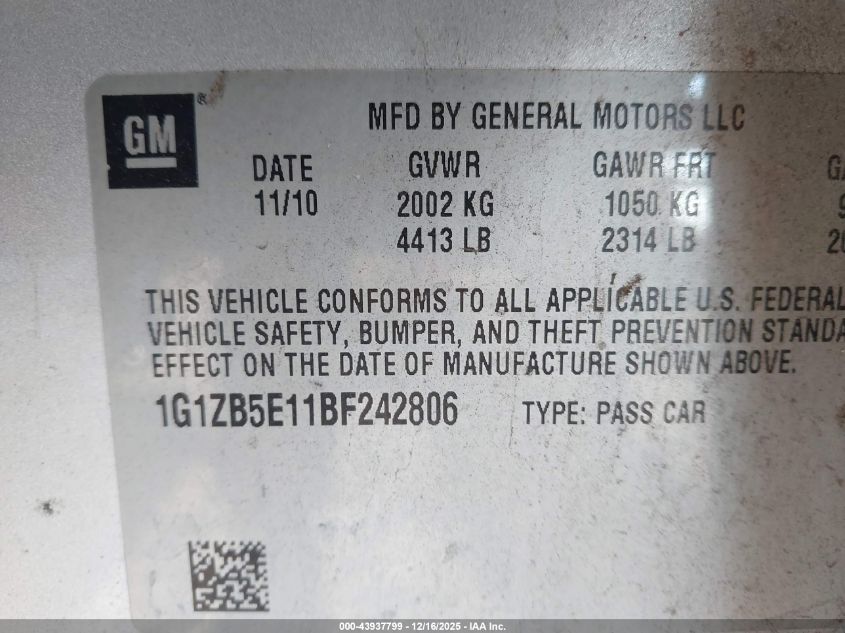 GM ®
MFD BY GENERAL MOTORS LLC
DATE GVWR GAWR FRT
11/10 2002 KG 1050 KG
4413 LB 2314 LB
THIS VEHICLE CONFORMS TO ALL APPLICABLE U.S. FEDERAL
VEHICLE SAFETY, BUMPER, AND THEFT PREVENTION
EFFECT ON THE DATE OF MANUFACTURE SHOWN ABOVE.
1G1ZB5E11BF242806 TYPE: PASS CAR
000-43937799 - 12/16/2025 - IAA Inc.